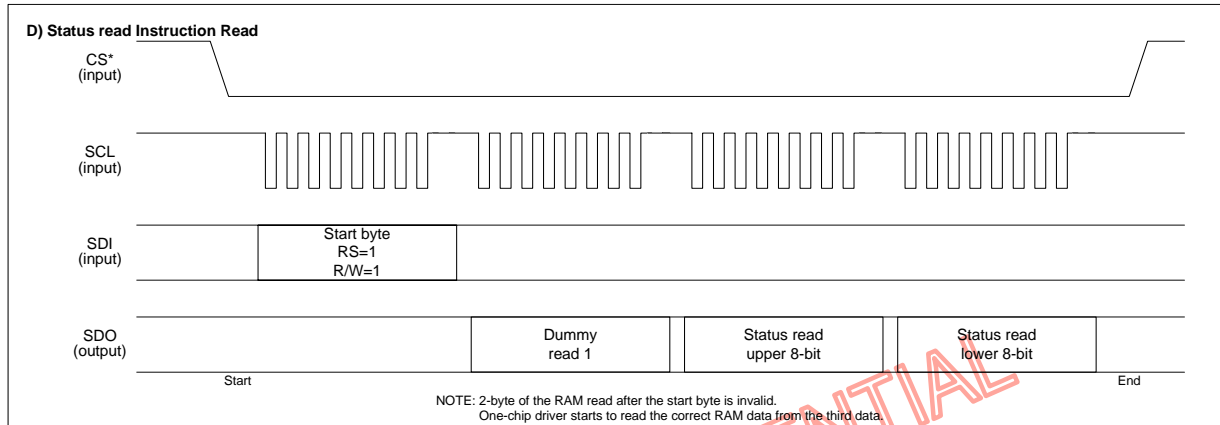 D) Status read Instruction Read
CS*
(input)
SCL
(input)
SDI
(input)
Start byte
RS=1
R/W=1
SDO
(output)
Dummy
read 1
Status read
upper 8-bit
Status read
lower 8-bit
Start
End
NOTE: 2-byte of the RAM read after the start byte is invalid.
One-chip driver starts to read the correct RAM data from the third data.
ENTIAL